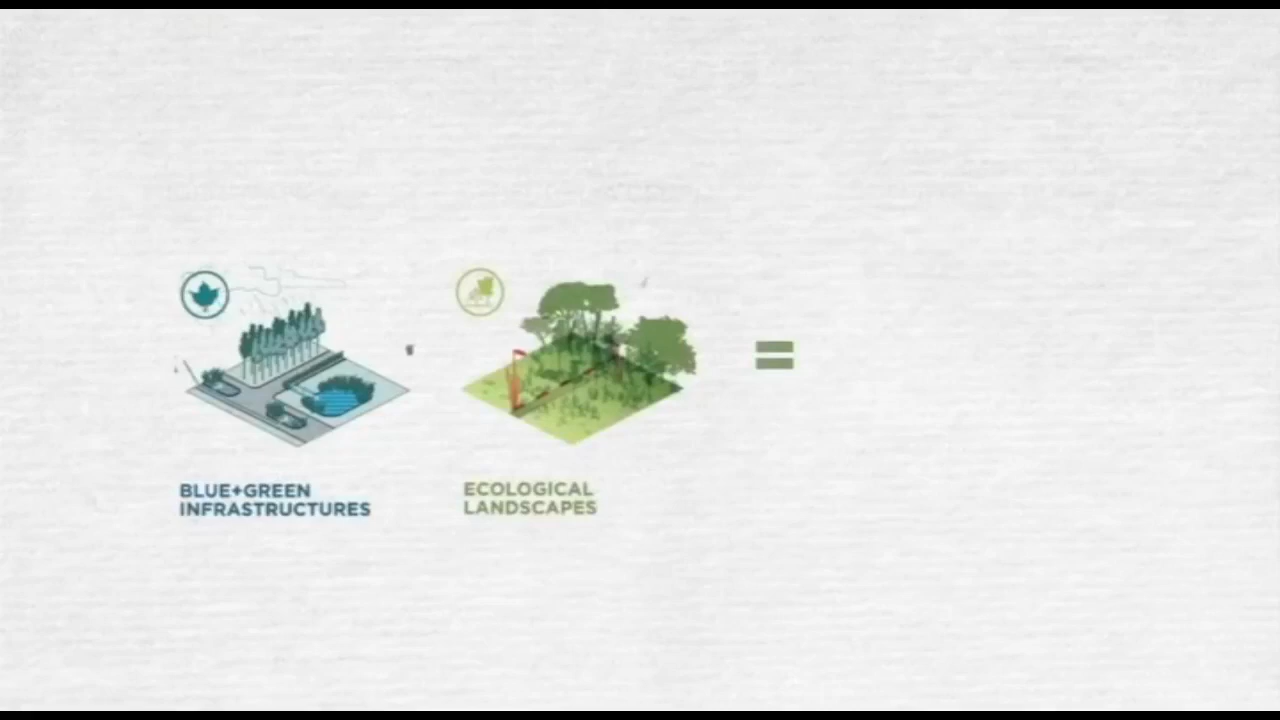 BLUE+GREEN
INFRASTRUCTURES
ECOLOGICAL
LANDSCAPES
=